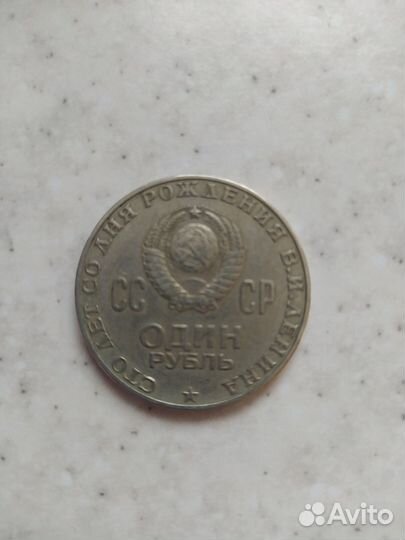 СТО ЛЕТ СО ДНЯ РОЖДЕНИЯ В.И.ЛЕНИНА
СС СР
ОДИН
РУБЛЬ
Avito